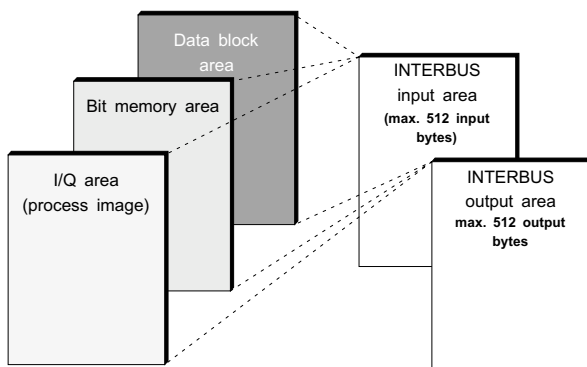 Data block
area
Bit memory area
I/Q area
(process image)
INTERBUS
input area
(max. 512 input
bytes)
INTERBUS
output area
max. 512 output
bytes